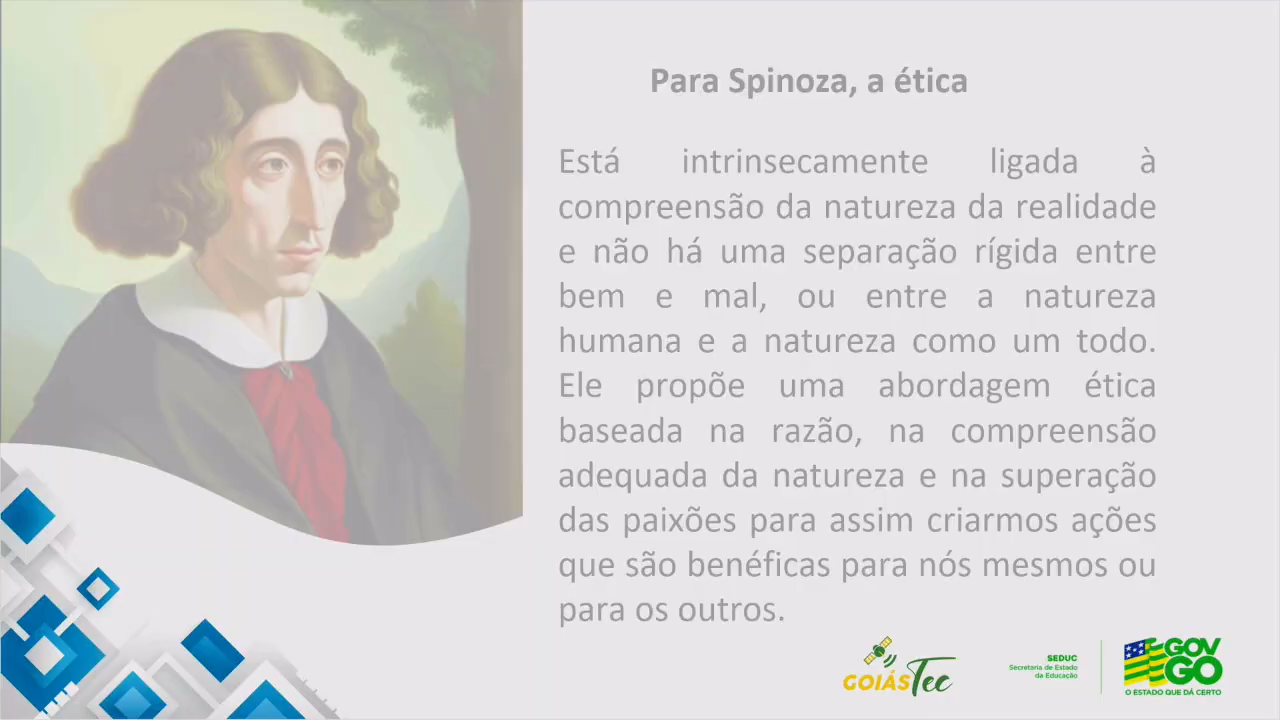 Para Spinoza, a ética
Está intrinsecamente ligada à
compreensão da natureza da realidade
e não há uma separação rígida entre
bem e mal, ou entre a natureza
humana e a natureza como um todo.
Ele propõe uma abordagem ética
baseada na razão, na compreensão
adequada da natureza e na superação
das paixões para assim criarmos ações
que são benéficas para nós mesmos ou
para os outros.
GOIÁSTec
SEDUC
Secretaria de Estado
da Educação
GOV
GO
O ESTADO QUE DÁ CERTO